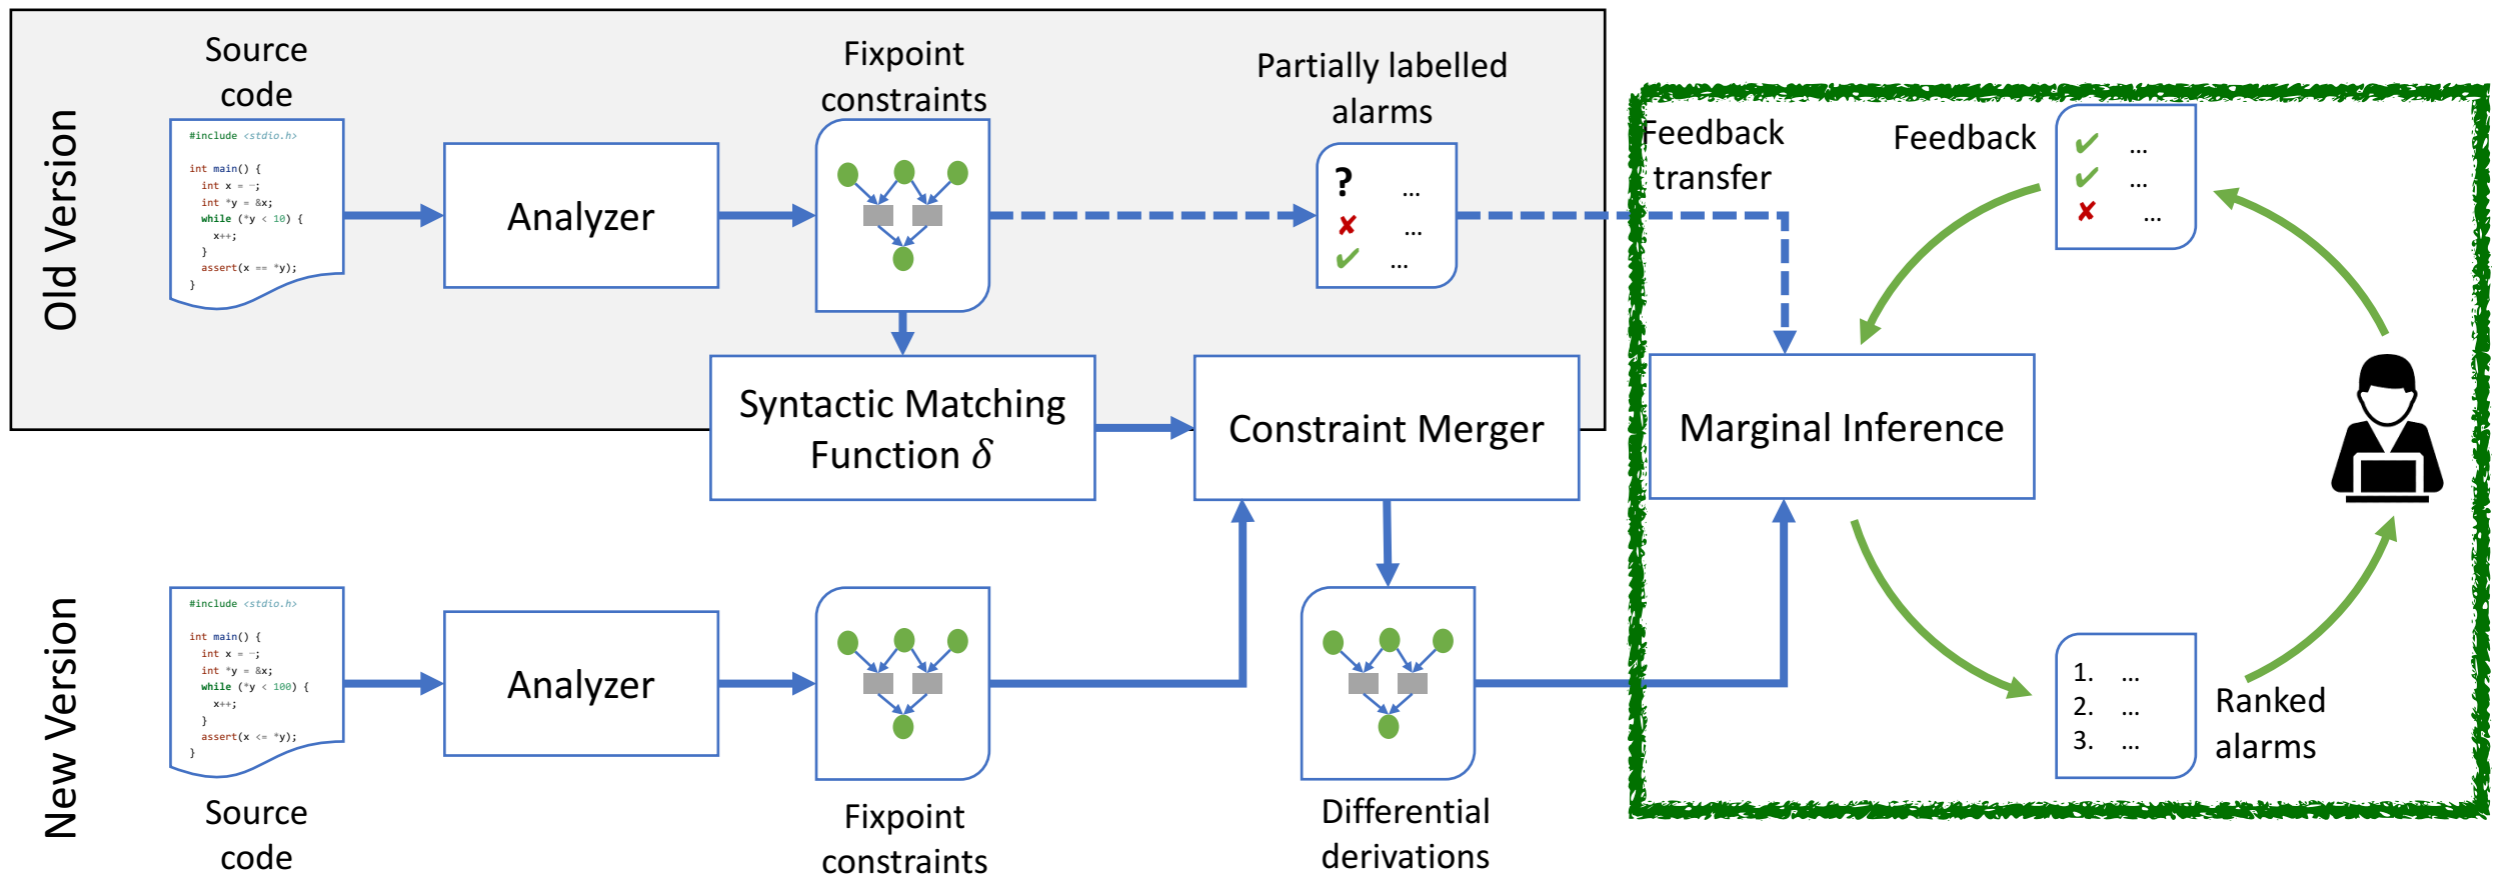 Old Version
Source
code
#include <stdio.h>
int main() {
int x = ⋯;
int *y = &x;
while (*y < 10) {
x++;
}
assert(x == *y);
}
Analyzer
Fixpoint
constraints
Partially labelled
alarms
? ...
✘ ...
✔ ...
Feedback
transfer
Feedback
✔ ...
✔ ...
✘ ...
Syntactic Matching
Function δ
Constraint Merger
Marginal Inference
New Version
#include <stdio.h>
int main() {
int x = ⋯;
int *y = &x;
while (*y < 100) {
x++;
}
assert(x <= *y);
}
Source
code
Analyzer
Fixpoint
constraints
Differential
derivations
1. ...
2. ...
3. ...
Ranked
alarms